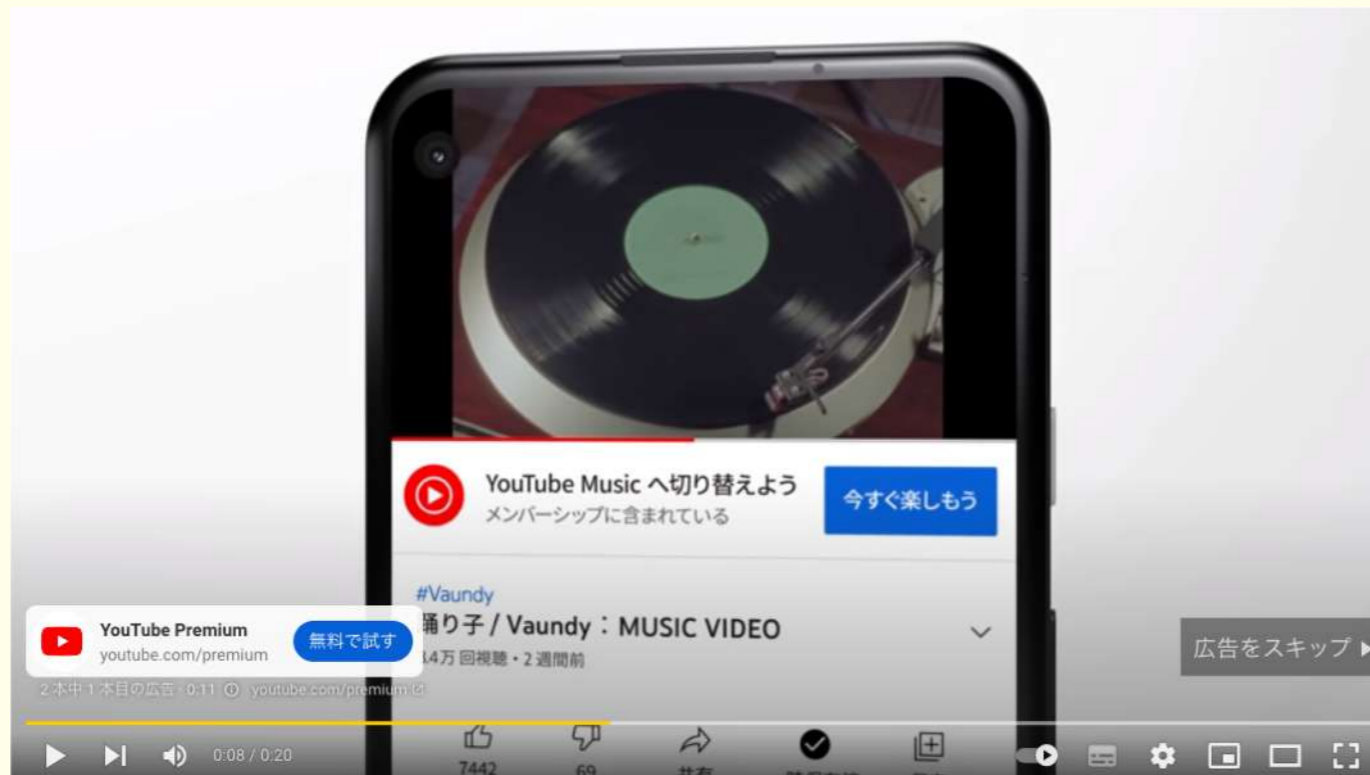 YouTube Music へ切り替えよう
メンバーシップに含まれている
今すぐ楽しもう
#Vaundy
踊り子 / Vaundy：MUSIC VIDEO
4万 回視聴・2 週間前
YouTube Premium
youtube.com/premium
無料で試す
広告をスキップ
2 本中 1 本目の広告・0:11 youtube.com/premium
7442
69
共有
0:08 / 0:20